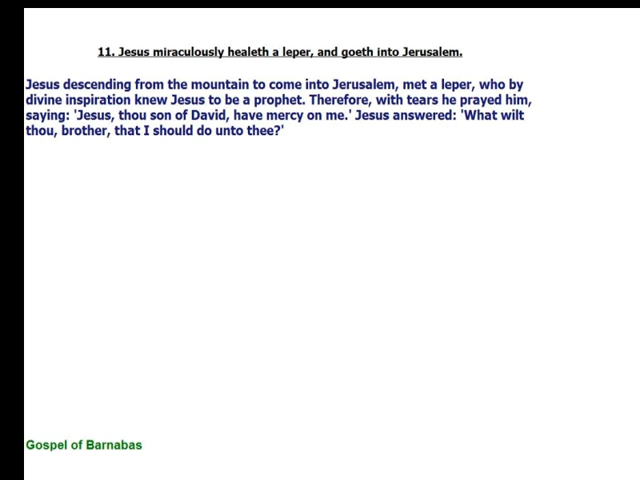 11. Jesus miraculously healeth a leper, and goeth into Jerusalem.
Jesus descending from the mountain to come into Jerusalem, met a leper, who by
divine inspiration knew Jesus to be a prophet. Therefore, with tears he prayed him,
saying: 'Jesus, thou son of David, have mercy on me.' Jesus answered: 'What wilt
thou, brother, that I should do unto thee?'
Gospel of Barnabas